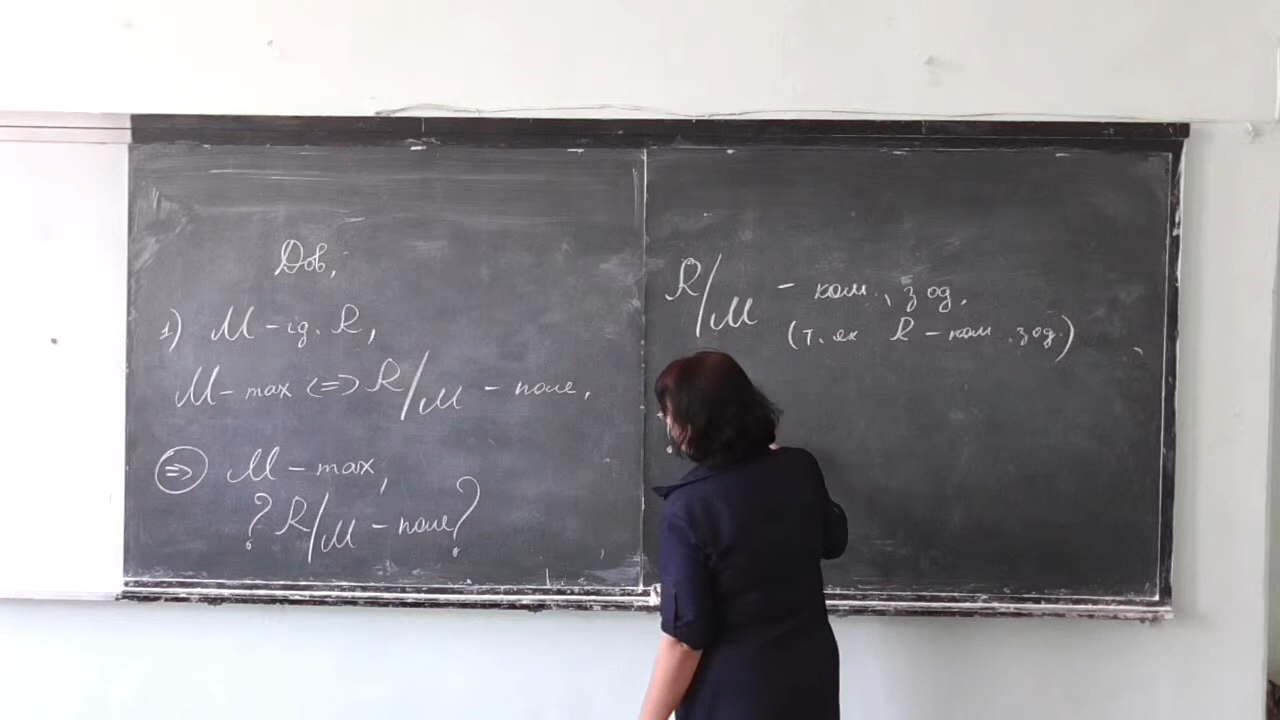 Дов.
1) M - ід. R,
M - max <=> R/M - поле,
=> M - max,
? R/M - поле?
R/M - ком., з од.
(т. як R - ком. з од.)